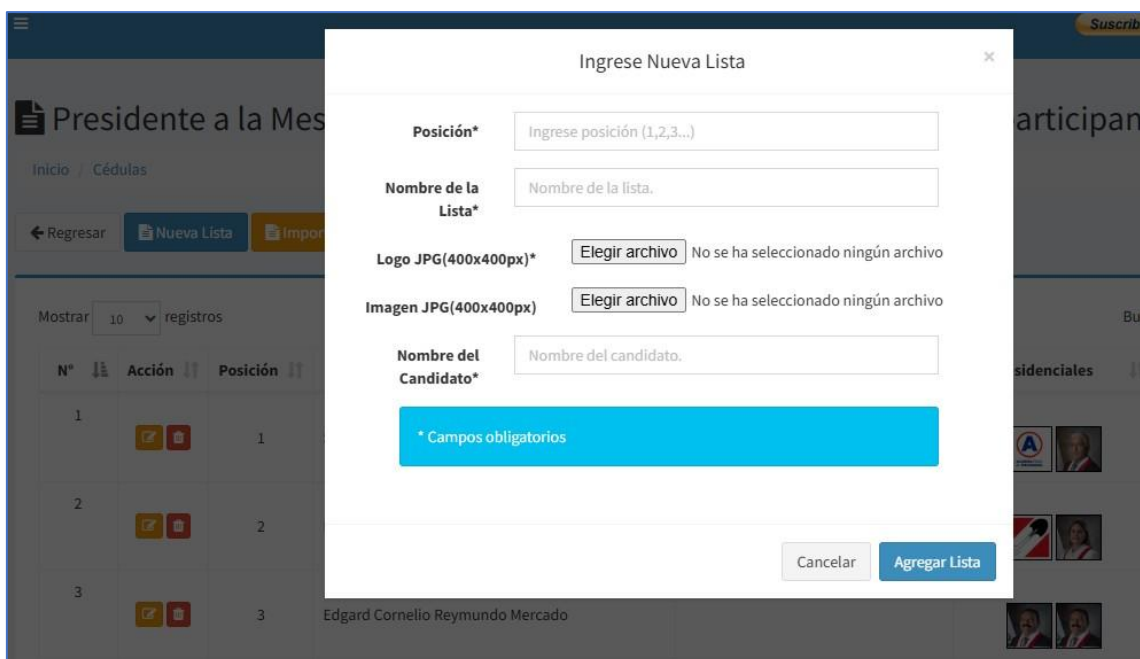 Suscrib
Ingrese Nueva Lista
×
Presidente a la Mes
articipan
Posición*
Ingrese posición (1,2,3...)
Inicio / Cédulas
Nombre de la
Lista*
Nombre de la lista.
Regresar
Nueva Lista
Impor
Logo JPG(400x400px)*
Elegir archivo No se ha seleccionado ningún archivo
Imagen JPG(400x400px)
Elegir archivo No se ha seleccionado ningún archivo
Mostrar 10 registros
Bu
Nombre del
Candidato*
Nombre del candidato.
N° Acción Posición
sidenciales
* Campos obligatorios
1
1
A
2
2
Cancelar
Agregar Lista
3
3 Edgard Cornelio Reymundo Mercado